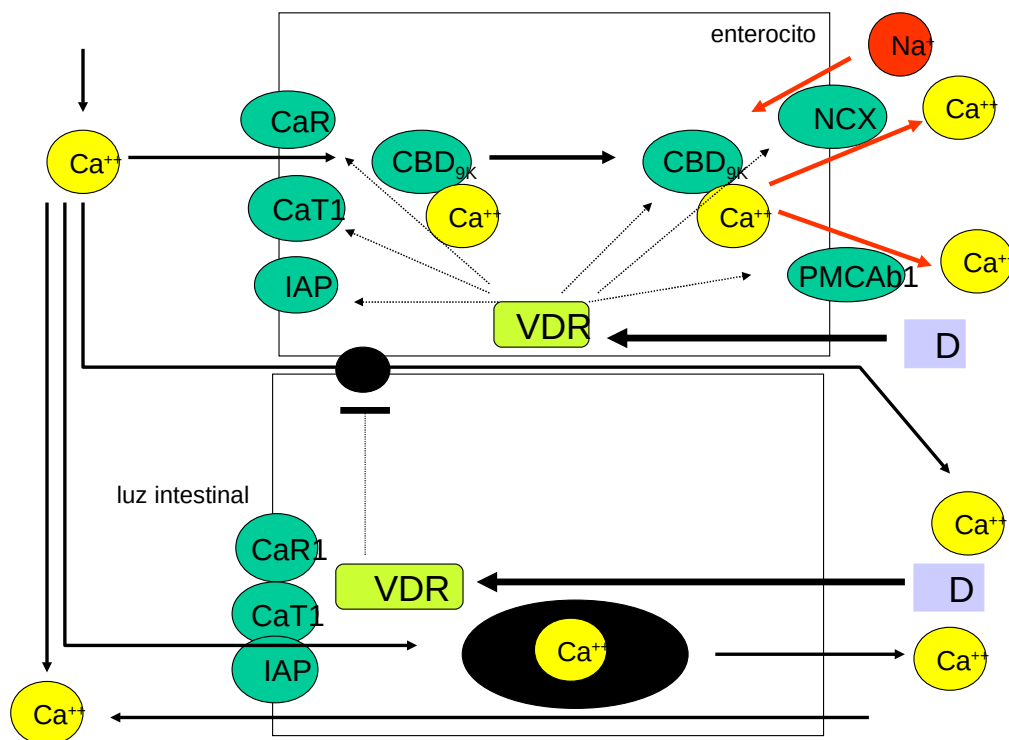 enterocito
Na⁺
Ca⁺⁺
CaR
NCX
Ca⁺⁺
CBD₉ₖ
CBD₉ₖ
CaT1
Ca⁺⁺
Ca⁺⁺
IAP
PMCAb1
Ca⁺⁺
VDR
D
luz intestinal
Ca⁺⁺
CaR1
VDR
D
CaT1
Ca⁺⁺
IAP
Ca⁺⁺
Ca⁺⁺